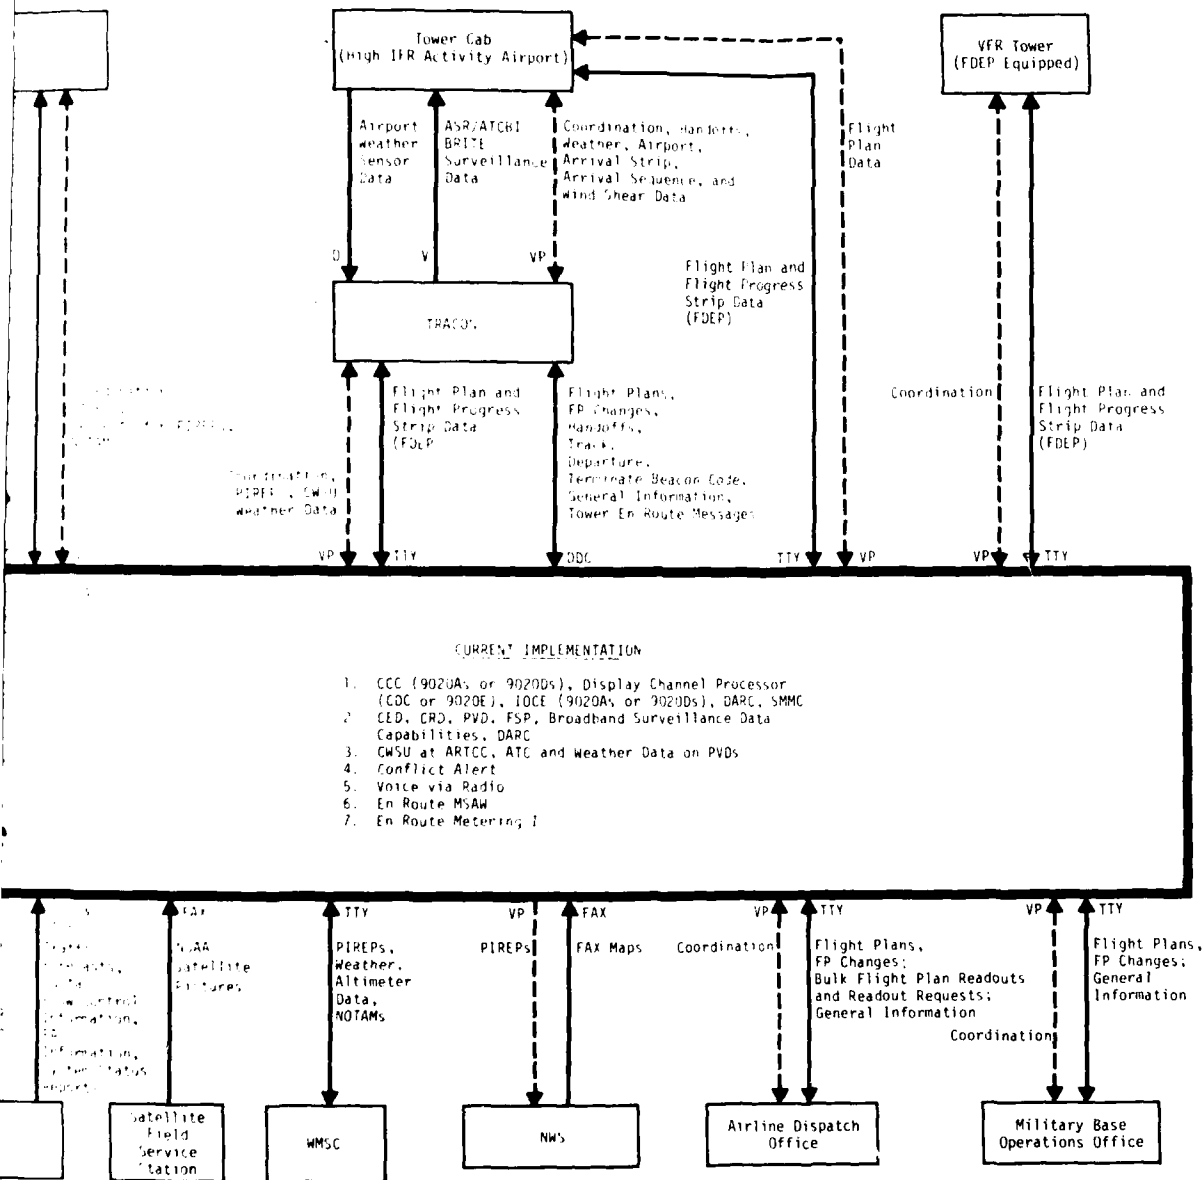 Tower Cab
(High IFR Activity Airport)
VFR Tower
(FDEP Equipped)
Airport
Weather
Sensor
Data
ASR/ATCBI
BRITE
Surveillance
Data
Coordination, Handoffs,
Weather, Airport,
Arrival Strip,
Arrival Sequence, and
Wind Shear Data
Flight
Plan
Data
D
V
VP
Flight Plan and
Flight Progress
Strip Data
(FDEP)
TRACON
Flight Plan and
Flight Progress
Strip Data
(FDEP
Flight Plans,
FP Changes,
Handoffs,
Track,
Departure,
Terminate Beacon Code,
General Information,
Tower En Route Messages
Coordination
Flight Plan and
Flight Progress
Strip Data
(FDEP)
Coordination,
PIREPs, CWSU
Weather Data
VP
TTY
DDC
TTY
VP
VP
TTY
CURRENT IMPLEMENTATION
1. CCC (9020As or 9020Ds), Display Channel Processor
(CDC or 9020E), IOCE (9020As or 9020Ds), DARC, SMMC
2 CED, CRD, PVD, FSP, Broadband Surveillance Data
Capabilities, DARC
3. CWSU at ARTCC, ATC and Weather Data on PVDs
4. Conflict Alert
5. Voice via Radio
6. En Route MSAW
7. En Route Metering I
FAX
TTY
VP
FAX
VP
TTY
VP
TTY
Traffic
Information,
Information,
System Status
Reports
NOAA
Satellite
Pictures
PIREPs,
Weather,
Altimeter
Data,
NOTAMs
PIREPs
FAX Maps
Coordination
Flight Plans,
FP Changes;
Bulk Flight Plan Readouts
and Readout Requests;
General Information
Coordination
Flight Plans,
FP Changes;
General
Information
Satellite
Field
Service
Station
WMSC
NWS
Airline Dispatch
Office
Military Base
Operations Office